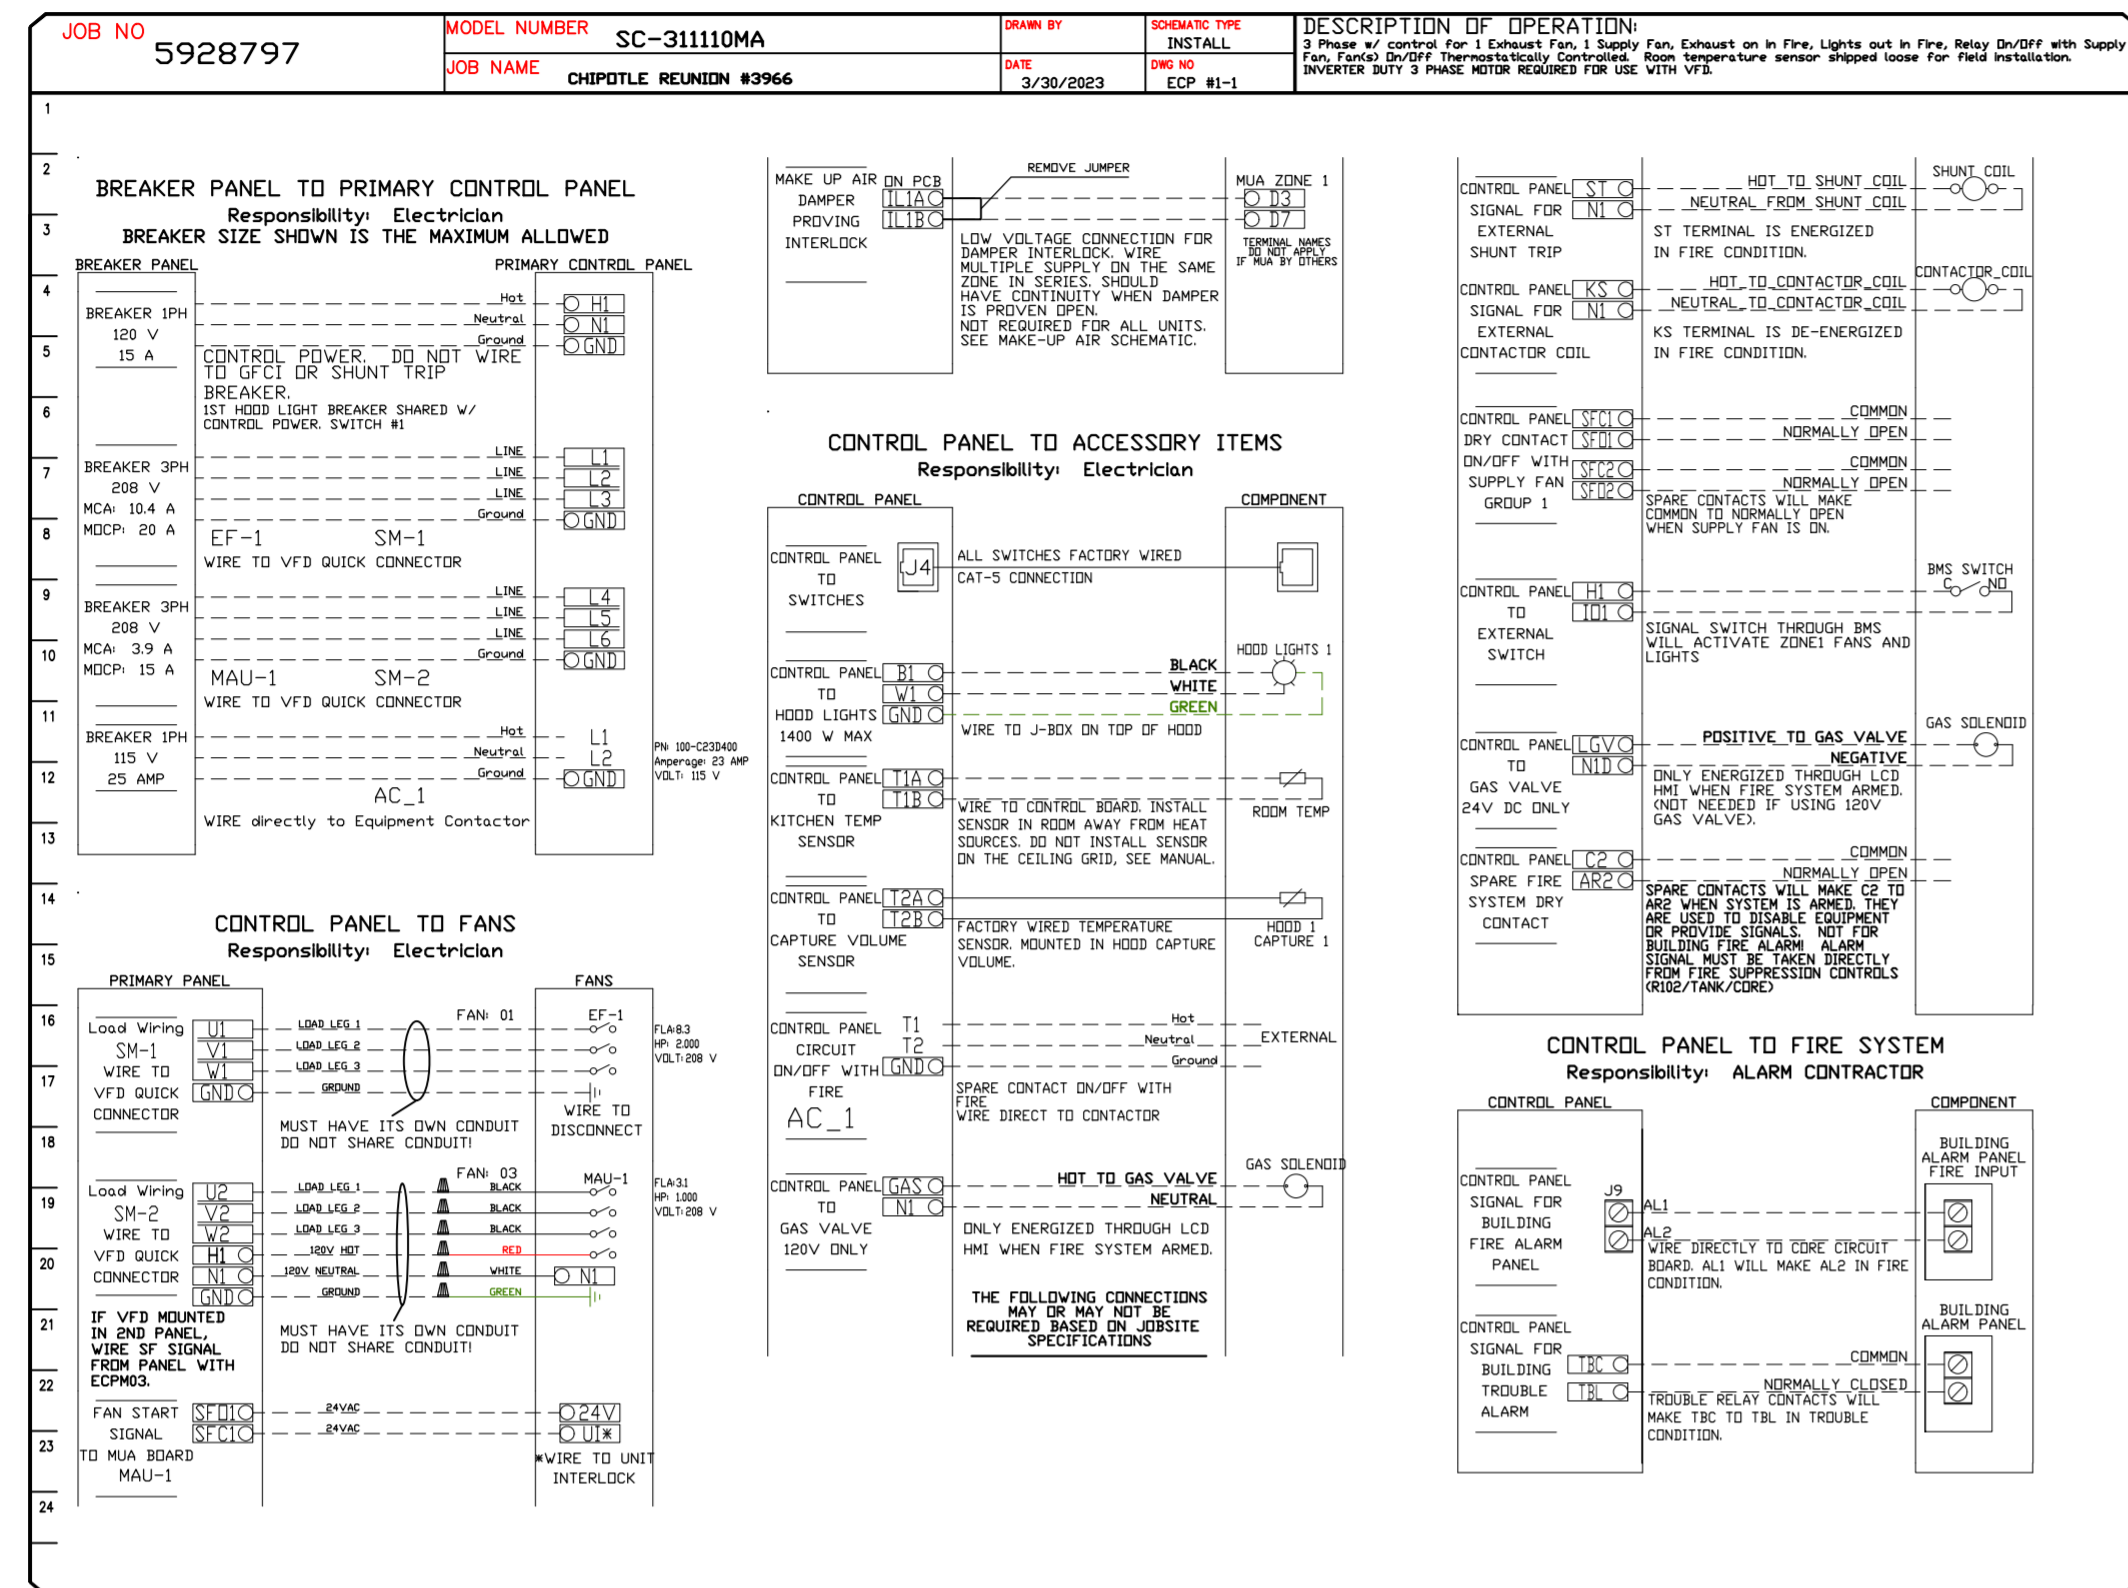 JOB NO
5928797
MODEL NUMBER
SC-311110MA
JOB NAME
CHIPOTLE REUNION #3966
DRAWN BY
DATE
3/30/2023
SCHEMATIC TYPE
INSTALL
DWG NO
ECP #1-1
DESCRIPTION OF OPERATION:
3 Phase w/ control for 1 Exhaust Fan, 1 Supply Fan, Exhaust on in Fire, Lights out in Fire, Relay On/Off with Supply
Fan, Fan(s) On/Off Thermostatically Controlled. Room temperature sensor shipped loose for field installation.
INVERTER DUTY 3 PHASE MOTOR REQUIRED FOR USE WITH VFD.
1
2
3
4
5
6
7
8
9
10
11
12
13
14
15
16
17
18
19
20
21
22
23
24
BREAKER PANEL TO PRIMARY CONTROL PANEL
Responsibility: Electrician
BREAKER SIZE SHOWN IS THE MAXIMUM ALLOWED
BREAKER PANEL
PRIMARY CONTROL PANEL
BREAKER 1PH
120 V
15 A
Hot
H1
Neutral
N1
Ground
GND
CONTROL POWER. DO NOT WIRE
TO GFCI OR SHUNT TRIP
BREAKER.
1ST HOOD LIGHT BREAKER SHARED W/
CONTROL POWER. SWITCH #1
BREAKER 3PH
208 V
MCA: 10.4 A
MOCP: 20 A
LINE
L1
LINE
L2
LINE
L3
Ground
GND
EF-1
SM-1
WIRE TO VFD QUICK CONNECTOR
BREAKER 3PH
208 V
MCA: 3.9 A
MOCP: 15 A
LINE
L4
LINE
L5
LINE
L6
Ground
GND
MAU-1
SM-2
WIRE TO VFD QUICK CONNECTOR
BREAKER 1PH
115 V
25 AMP
Hot
L1
Neutral
L2
Ground
GND
PN: 100-C23D400
Amperage: 23 AMP
VOLT: 115 V
AC_1
WIRE directly to Equipment Contactor
CONTROL PANEL TO FANS
Responsibility: Electrician
PRIMARY PANEL
FANS
Load Wiring
SM-1
WIRE TO
VFD QUICK
CONNECTOR
U1
V1
W1
GND
LOAD LEG 1
LOAD LEG 2
LOAD LEG 3
GROUND
FAN: 01
EF-1
FLA:8.3
HP: 2.000
VOLT:208 V
WIRE TO
DISCONNECT
MUST HAVE ITS OWN CONDUIT
DO NOT SHARE CONDUIT!
Load Wiring
SM-2
WIRE TO
VFD QUICK
CONNECTOR
U2
V2
W2
H1
N1
GND
LOAD LEG 1
LOAD LEG 2
LOAD LEG 3
120V HOT
120V NEUTRAL
GROUND
FAN: 03
BLACK
BLACK
BLACK
RED
WHITE
GREEN
MAU-1
N1
FLA:3.1
HP: 1.000
VOLT:208 V
IF VFD MOUNTED
IN 2ND PANEL,
WIRE SF SIGNAL
FROM PANEL WITH
ECPM03.
MUST HAVE ITS OWN CONDUIT
DO NOT SHARE CONDUIT!
FAN START
SIGNAL
TO MUA BOARD
MAU-1
SFO1
SFC1
24VAC
24VAC
24V
UI*
*WIRE TO UNIT
INTERLOCK
MAKE UP AIR
DAMPER
PROVING
INTERLOCK
ON PCB
IL1A
IL1B
REMOVE JUMPER
MUA ZONE 1
D3
D7
TERMINAL NAMES
DO NOT APPLY
IF MUA BY OTHERS
LOW VOLTAGE CONNECTION FOR
DAMPER INTERLOCK. WIRE
MULTIPLE SUPPLY ON THE SAME
ZONE IN SERIES. SHOULD
HAVE CONTINUITY WHEN DAMPER
IS PROVEN OPEN.
NOT REQUIRED FOR ALL UNITS.
SEE MAKE-UP AIR SCHEMATIC.
CONTROL PANEL TO ACCESSORY ITEMS
Responsibility: Electrician
CONTROL PANEL
COMPONENT
CONTROL PANEL
TO
SWITCHES
J4
ALL SWITCHES FACTORY WIRED
CAT-5 CONNECTION
CONTROL PANEL
TO
HOOD LIGHTS
1400 W MAX
B1
W1
GND
BLACK
WHITE
GREEN
HOOD LIGHTS 1
WIRE TO J-BOX ON TOP OF HOOD
CONTROL PANEL
TO
KITCHEN TEMP
SENSOR
T1A
T1B
WIRE TO CONTROL BOARD. INSTALL
SENSOR IN ROOM AWAY FROM HEAT
SOURCES. DO NOT INSTALL SENSOR
ON THE CEILING GRID, SEE MANUAL.
ROOM TEMP
CONTROL PANEL
TO
CAPTURE VOLUME
SENSOR
T2A
T2B
FACTORY WIRED TEMPERATURE
SENSOR. MOUNTED IN HOOD CAPTURE
VOLUME.
HOOD 1
CAPTURE 1
CONTROL PANEL
CIRCUIT
ON/OFF WITH
FIRE
AC_1
T1
T2
GND
Hot
Neutral
Ground
EXTERNAL
SPARE CONTACT ON/OFF WITH
FIRE
WIRE DIRECT TO CONTACTOR
CONTROL PANEL
TO
GAS VALVE
120V ONLY
GAS
N1
HOT TO GAS VALVE
NEUTRAL
GAS SOLENOID
ONLY ENERGIZED THROUGH LCD
HMI WHEN FIRE SYSTEM ARMED.
THE FOLLOWING CONNECTIONS
MAY OR MAY NOT BE
REQUIRED BASED ON JOBSITE
SPECIFICATIONS
CONTROL PANEL
SIGNAL FOR
EXTERNAL
SHUNT TRIP
ST
N1
HOT TO SHUNT COIL
NEUTRAL FROM SHUNT COIL
SHUNT COIL
ST TERMINAL IS ENERGIZED
IN FIRE CONDITION.
CONTROL PANEL
SIGNAL FOR
EXTERNAL
CONTACTOR COIL
KS
N1
HOT TO CONTACTOR COIL
NEUTRAL TO CONTACTOR COIL
CONTACTOR COIL
KS TERMINAL IS DE-ENERGIZED
IN FIRE CONDITION.
CONTROL PANEL
DRY CONTACT
ON/OFF WITH
SUPPLY FAN
GROUP 1
SFC1
SFO1
SFC2
SFO2
COMMON
NORMALLY OPEN
COMMON
NORMALLY OPEN
SPARE CONTACTS WILL MAKE
COMMON TO NORMALLY OPEN
WHEN SUPPLY FAN IS ON.
CONTROL PANEL
TO
EXTERNAL
SWITCH
H1
IO1
BMS SWITCH
C
NO
SIGNAL SWITCH THROUGH BMS
WILL ACTIVATE ZONE1 FANS AND
LIGHTS
CONTROL PANEL
TO
GAS VALVE
24V DC ONLY
LGV
N1D
POSITIVE TO GAS VALVE
NEGATIVE
GAS SOLENOID
ONLY ENERGIZED THROUGH LCD
HMI WHEN FIRE SYSTEM ARMED.
(NOT NEEDED IF USING 120V
GAS VALVE).
CONTROL PANEL
SPARE FIRE
SYSTEM DRY
CONTACT
C2
AR2
COMMON
NORMALLY OPEN
SPARE CONTACTS WILL MAKE C2 TO
AR2 WHEN SYSTEM IS ARMED. THEY
ARE USED TO DISABLE EQUIPMENT
OR PROVIDE SIGNALS. NOT FOR
BUILDING FIRE ALARM! ALARM
SIGNAL MUST BE TAKEN DIRECTLY
FROM FIRE SUPPRESSION CONTROLS
(R102/TANK/CORE)
CONTROL PANEL TO FIRE SYSTEM
Responsibility: ALARM CONTRACTOR
CONTROL PANEL
COMPONENT
CONTROL PANEL
SIGNAL FOR
BUILDING
FIRE ALARM
PANEL
J9
AL1
AL2
WIRE DIRECTLY TO CORE CIRCUIT
BOARD. AL1 WILL MAKE AL2 IN FIRE
CONDITION.
BUILDING
ALARM PANEL
FIRE INPUT
CONTROL PANEL
SIGNAL FOR
BUILDING
TROUBLE
ALARM
TBC
TBL
COMMON
NORMALLY CLOSED
TROUBLE RELAY CONTACTS WILL
MAKE TBC TO TBL IN TROUBLE
CONDITION.
BUILDING
ALARM PANEL